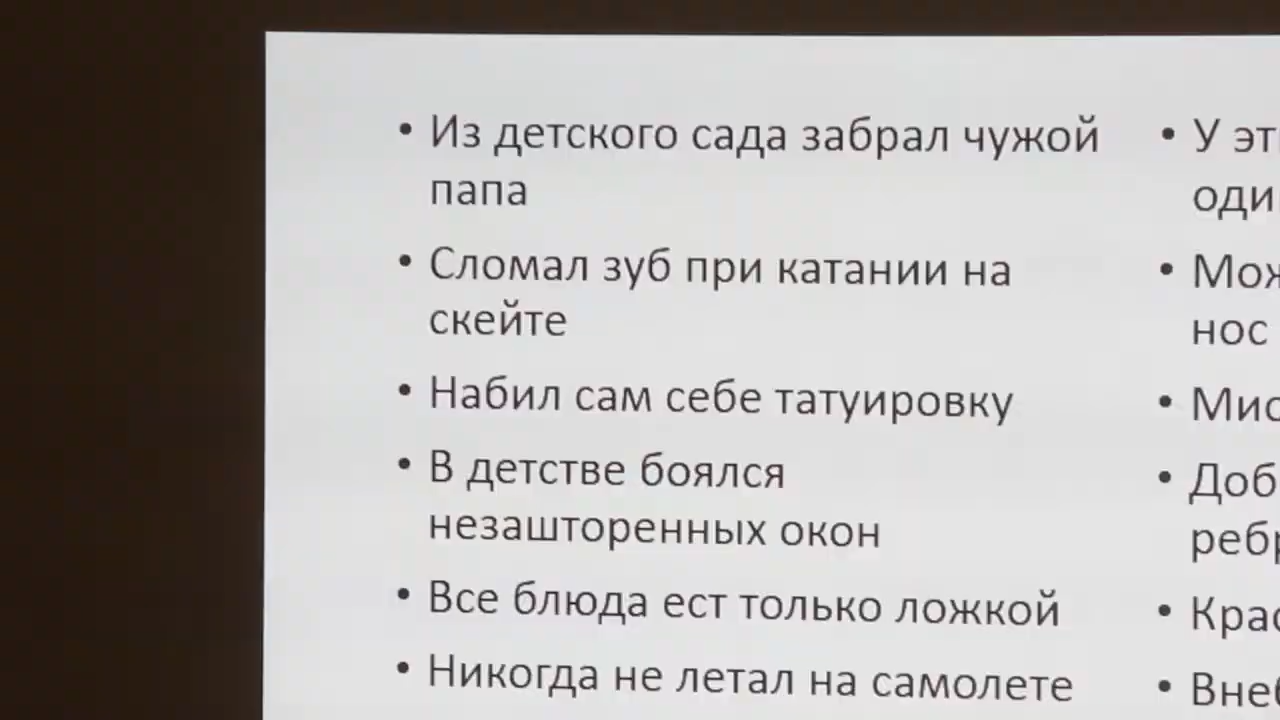 • Из детского сада забрал чужой
папа
• Сломал зуб при катании на
скейте
• Набил сам себе татуировку
• В детстве боялся
незашторенных окон
• Все блюда ест только ложкой
• Никогда не летал на самолете
• У
нос